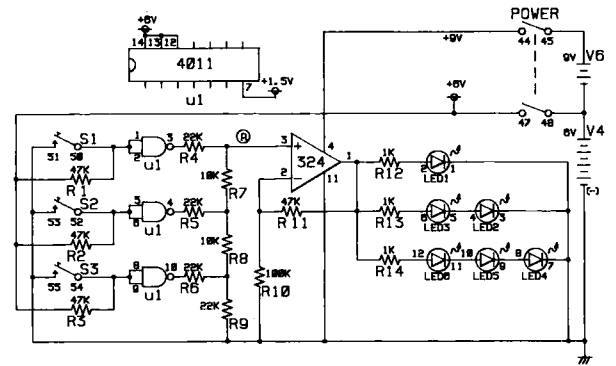 POWER
+6V
14 13 12
4011
7
+1.5V
u1
+9V
44 45
9V
V6
+6V
47 48
6V
V4
(-)
S1
51 50
1
2
3
u1
22K
R4
Ⓡ
3
+
4
324
1
2
-
11
1K
R12
2 1
LED1
47K
R1
10K
R7
S2
53 52
5
6
4
u1
22K
R5
47K
R11
1K
R13
6 5
LED3
4 3
LED2
47K
R2
10K
R8
S3
55 54
8
9
10
u1
22K
R6
100K
R10
1K
R14
12 11
LED6
10 9
LED5
8 7
LED4
47K
R3
22K
R9